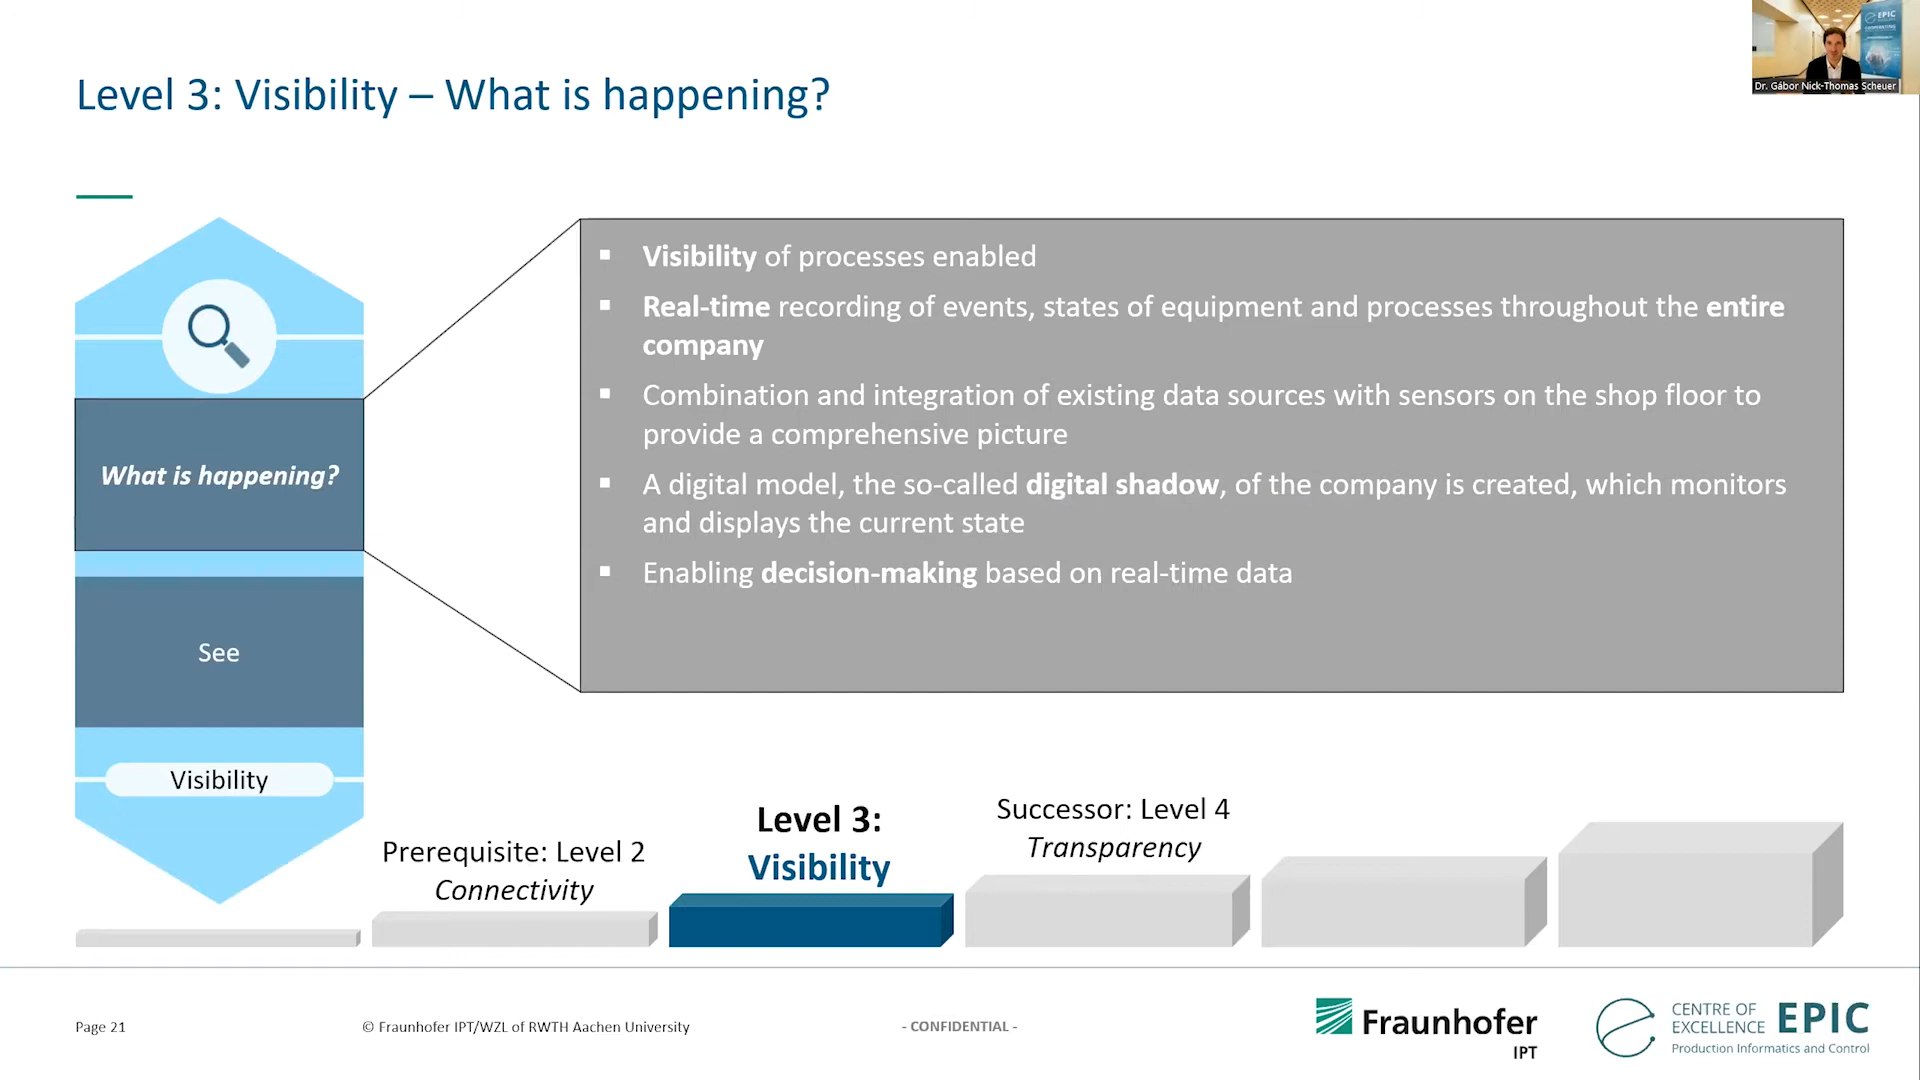 Level 3: Visibility – What is happening?
EPIC
Dr. Gábor Nick-Thomas Scheuer
What is happening?
See
Visibility
▪ Visibility of processes enabled
▪ Real-time recording of events, states of equipment and processes throughout the entire
company
▪ Combination and integration of existing data sources with sensors on the shop floor to
provide a comprehensive picture
▪ A digital model, the so-called digital shadow, of the company is created, which monitors
and displays the current state
▪ Enabling decision-making based on real-time data
Prerequisite: Level 2
Connectivity
Level 3:
Visibility
Successor: Level 4
Transparency
Page 21
© Fraunhofer IPT/WZL of RWTH Aachen University
- CONFIDENTIAL -
Fraunhofer
IPT
CENTRE OF
EXCELLENCE EPIC
Production Informatics and Control